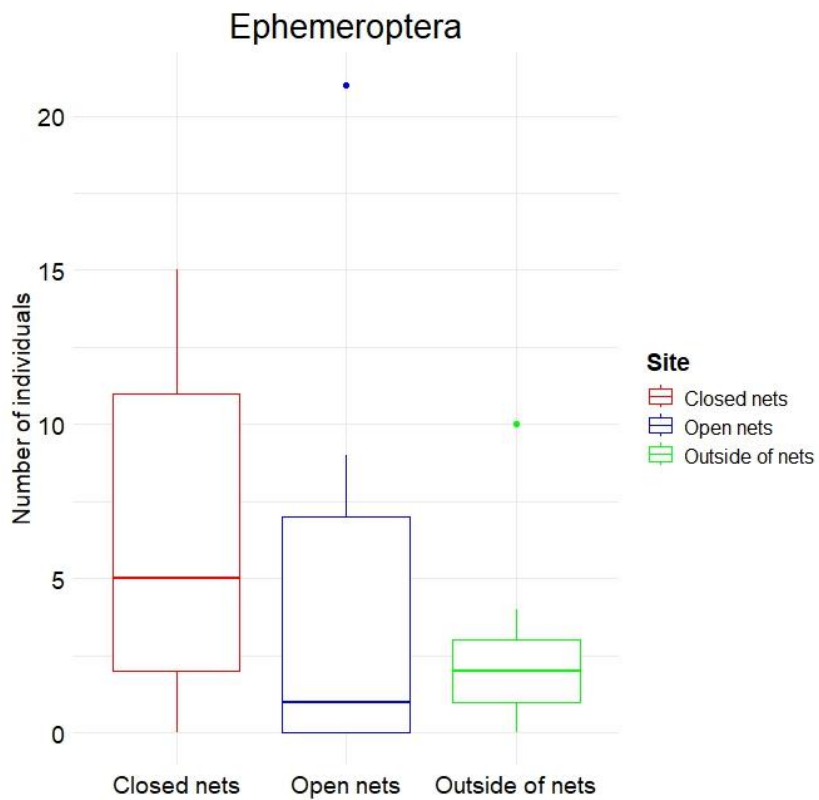 Ephemeroptera
20
15
10
5
0
Number of individuals
Closed nets
Open nets
Outside of nets
Site
Closed nets
Open nets
Outside of nets